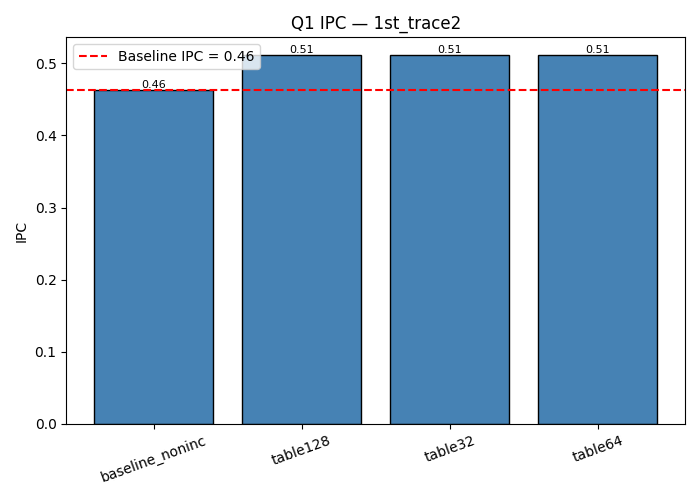 Q1 IPC — 1st_trace2
Baseline IPC = 0.46
0.46
0.51
0.51
0.51
0.5
0.4
0.3
0.2
0.1
0.0
IPC
baseline_noninc
table128
table32
table64